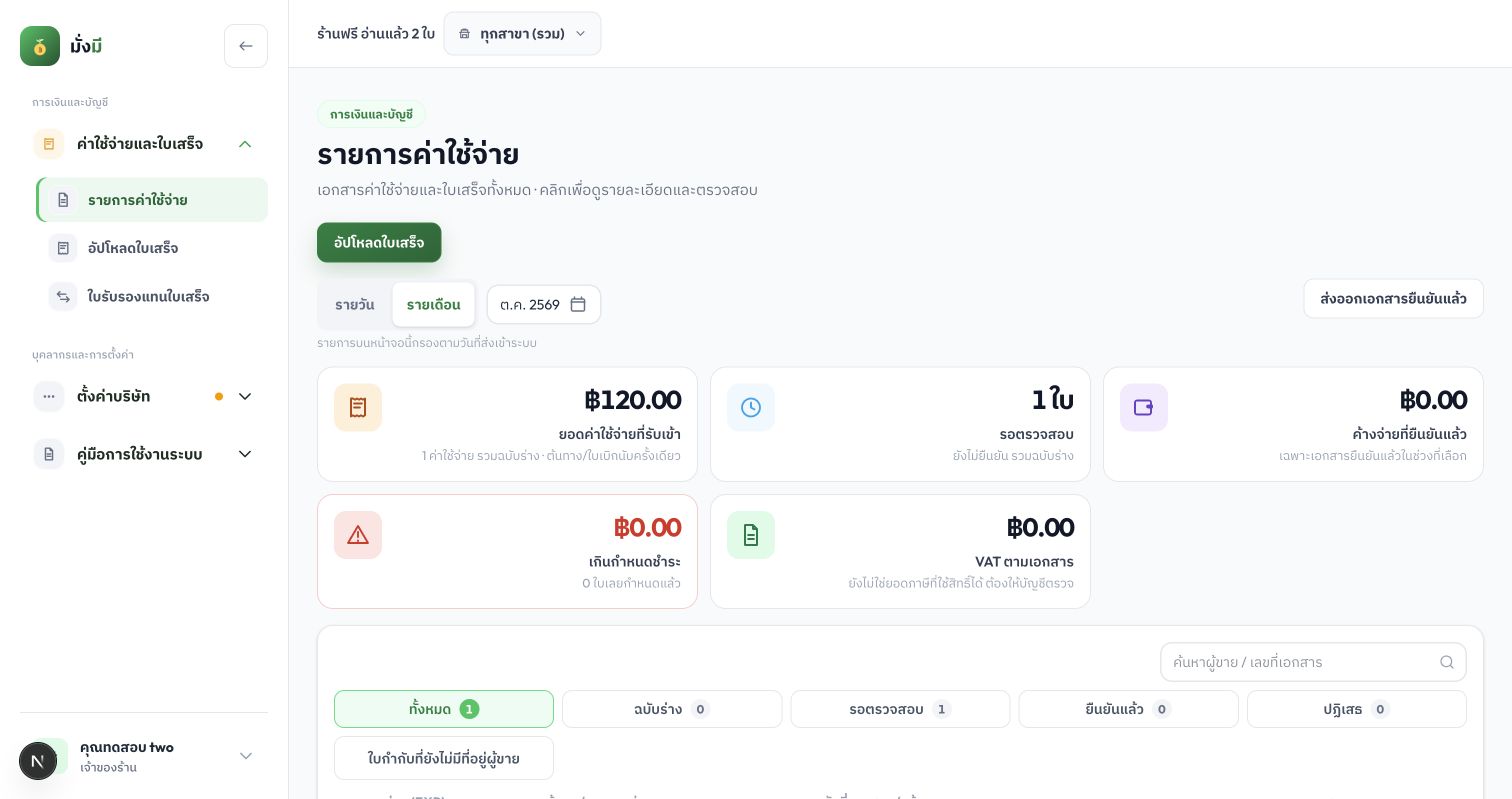 มั่งมี
การเงินและบัญชี
ค่าใช้จ่ายและใบเสร็จ
รายการค่าใช้จ่าย
อัปโหลดใบเสร็จ
ใบรับรองแทนใบเสร็จ
บุคลากรและการตั้งค่า
ตั้งค่าบริษัท
คู่มือการใช้งานระบบ
N
คุณทดสอบ two
เจ้าของร้าน
ร้านฟรี อ่านแล้ว 2 ใบ
ทุกสาขา (รวม)
การเงินและบัญชี
รายการค่าใช้จ่าย
เอกสารค่าใช้จ่ายและใบเสร็จทั้งหมด · คลิกเพื่อดูรายละเอียดและตรวจสอบ
อัปโหลดใบเสร็จ
รายวัน
รายเดือน
ต.ค. 2569
ส่งออกเอกสารยืนยันแล้ว
รายการบนหน้าจอนี้กรองตามวันที่ส่งเข้าระบบ
฿120.00
ยอดค่าใช้จ่ายที่รับเข้า
1 ค่าใช้จ่าย รวมฉบับร่าง · ต้นทาง/ใบเบิกนับครั้งเดียว
1 ใบ
รอตรวจสอบ
ยังไม่ยืนยัน รวมฉบับร่าง
฿0.00
ค้างจ่ายที่ยืนยันแล้ว
เฉพาะเอกสารยืนยันแล้วในช่วงที่เลือก
฿0.00
เกินกำหนดชำระ
0 ใบเลยกำหนดแล้ว
฿0.00
VAT ตามเอกสาร
ยังไม่ใช่ยอดภาษีที่ใช้สิทธิ์ได้ ต้องให้บัญชีตรวจ
ค้นหาผู้ขาย / เลขที่เอกสาร
ทั้งหมด 1
ฉบับร่าง 0
รอตรวจสอบ 1
ยืนยันแล้ว 0
ปฏิเสธ 0
ใบกำกับที่ยังไม่มีที่อยู่ผู้ขาย